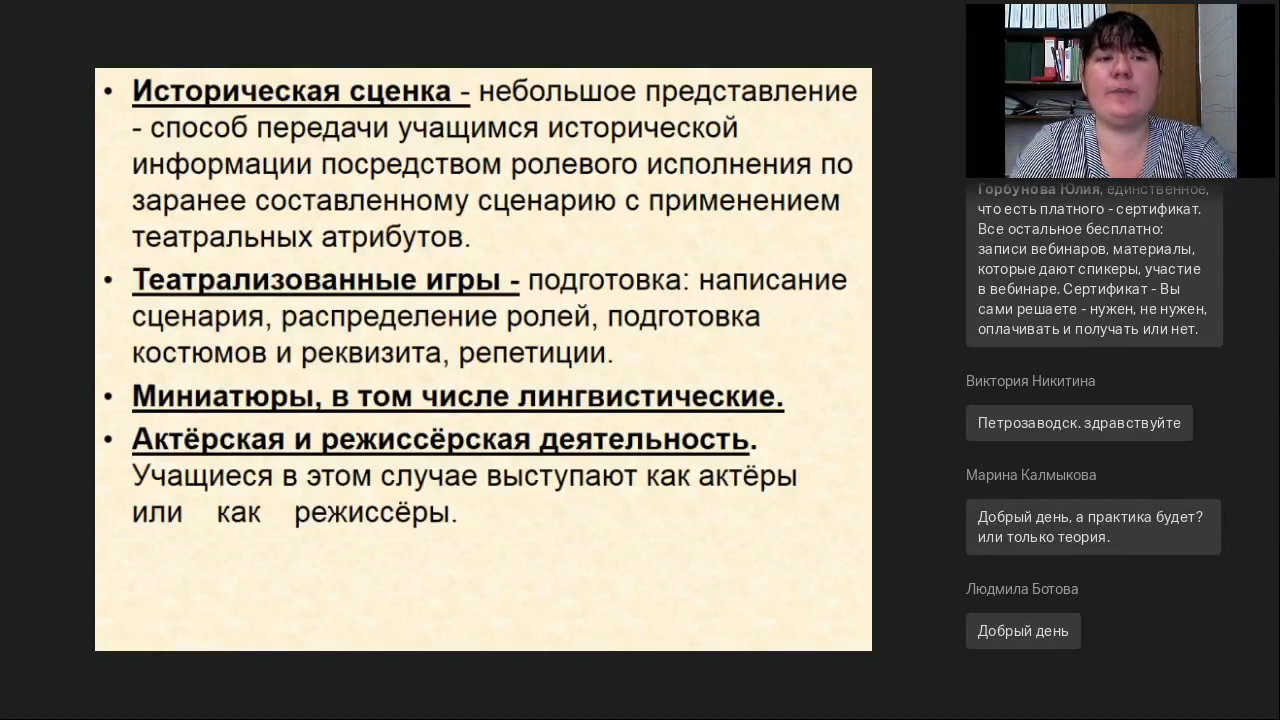 • Историческая сценка - небольшое представление
- способ передачи учащимся исторической
информации посредством ролевого исполнения по
заранее составленному сценарию с применением
театральных атрибутов.
• Театрализованные игры - подготовка: написание
сценария, распределение ролей, подготовка
костюмов и реквизита, репетиции.
• Миниатюры, в том числе лингвистические.
• Актёрская и режиссёрская деятельность.
Учащиеся в этом случае выступают как актёры
или как режиссёры.
Горбунова Юлия, единственное,
что есть платного - сертификат.
Все остальное бесплатно:
записи вебинаров, материалы,
которые дают спикеры, участие
в вебинаре. Сертификат - Вы
сами решаете - нужен, не нужен,
оплачивать и получать или нет.
Виктория Никитина
Петрозаводск. здравствуйте
Марина Калмыкова
Добрый день, а практика будет?
или только теория.
Людмила Ботова
Добрый день